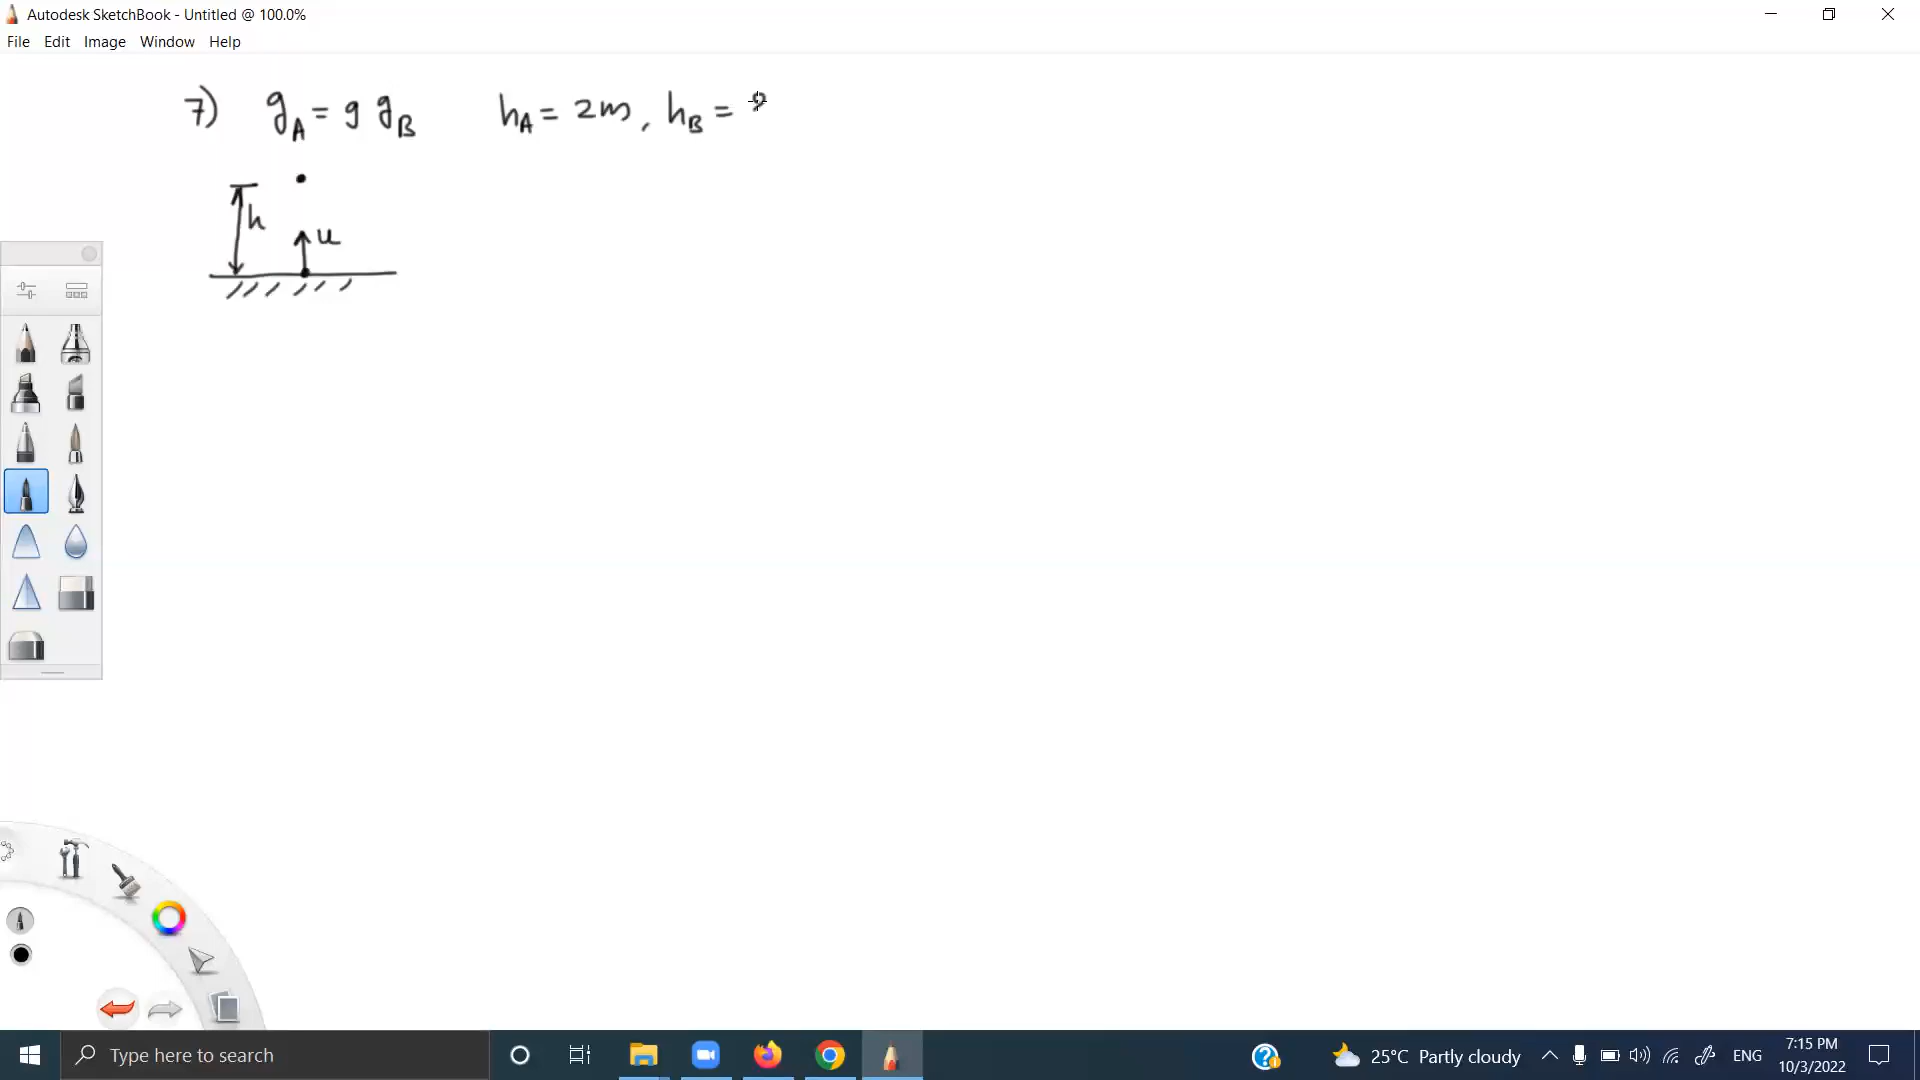 Autodesk SketchBook - Untitled @ 100.0%
File Edit Image Window Help
7) gA = 9 gB hA = 2m, hB = ?
h
u
Type here to search
25°C Partly cloudy
ENG
7:15 PM
10/3/2022